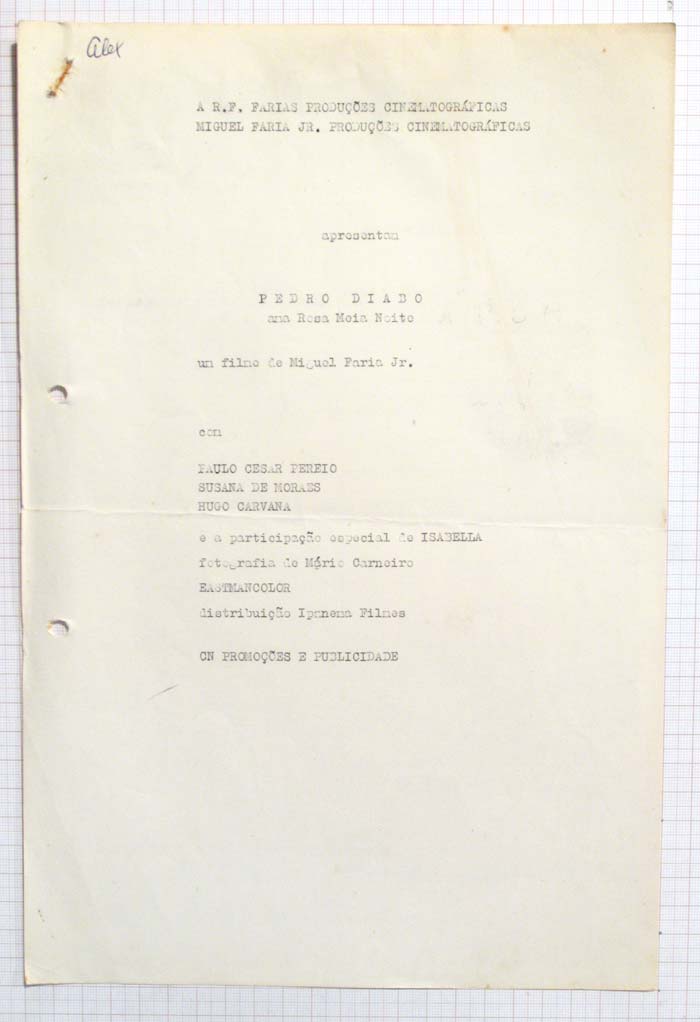 Alex
A R.F. FARIAS PRODUÇÕES CINEMATOGRÁFICAS
MIGUEL FARIA JR. PRODUÇÕES CINEMATOGRÁFICAS
apresentam
P E D R O D I A B O
ama Rosa Meia Noite
um filme de Miguel Faria Jr.
com
PAULO CESAR PEREIO
SUSANA DE MORAES
HUGO CARVANA
e a participação especial de ISABELLA
fotografia de Mário Carneiro
EASTMANCOLOR
distribuição Ipanema Filmes
CN PROMOÇÕES E PUBLICIDADE